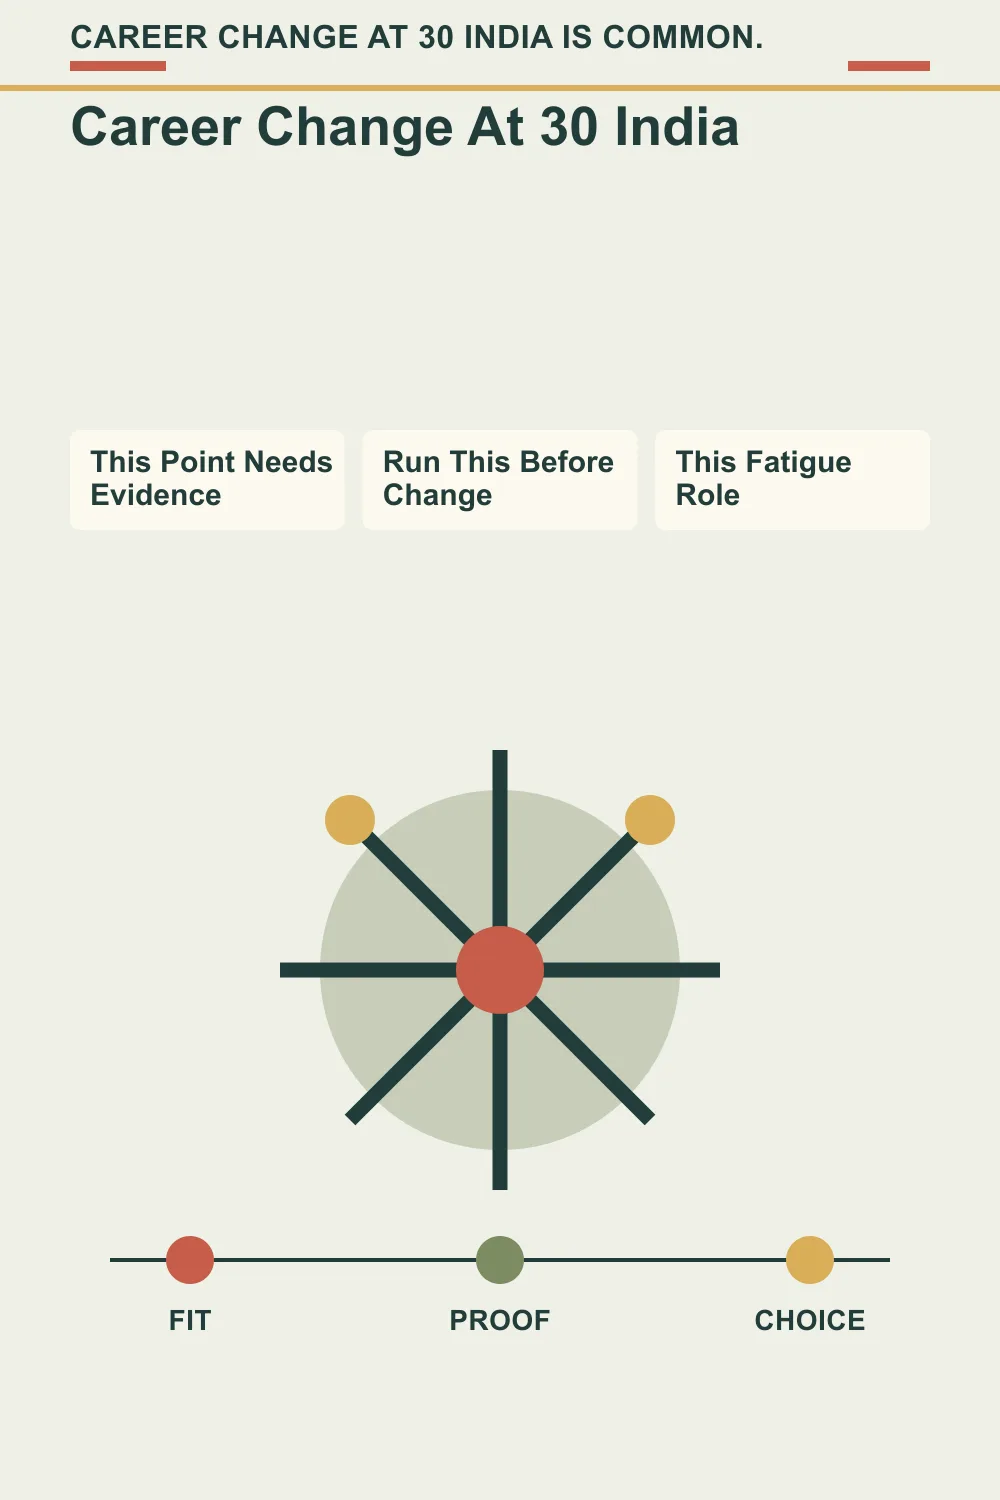 CAREER CHANGE AT 30 INDIA IS COMMON.
Career Change At 30 India
This Point Needs
Evidence
Run This Before
Change
This Fatigue
Role
FIT
PROOF
CHOICE